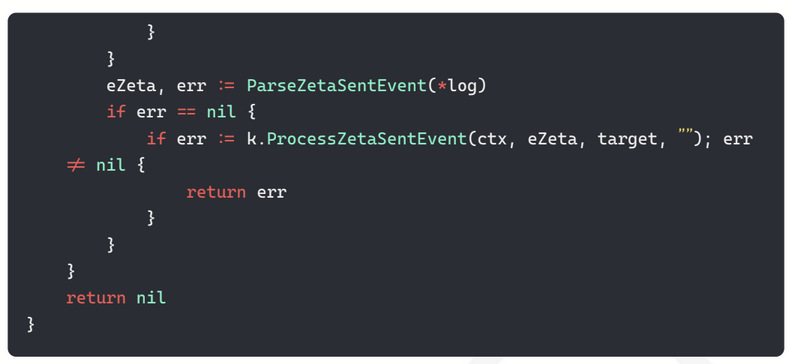 }
        }
        eZeta, err := ParseZetaSentEvent(*log)
        if err == nil {
            if err := k.ProcessZetaSentEvent(ctx, eZeta, target, ""); err
    != nil {
                return err
            }
        }
    }
    return nil
}